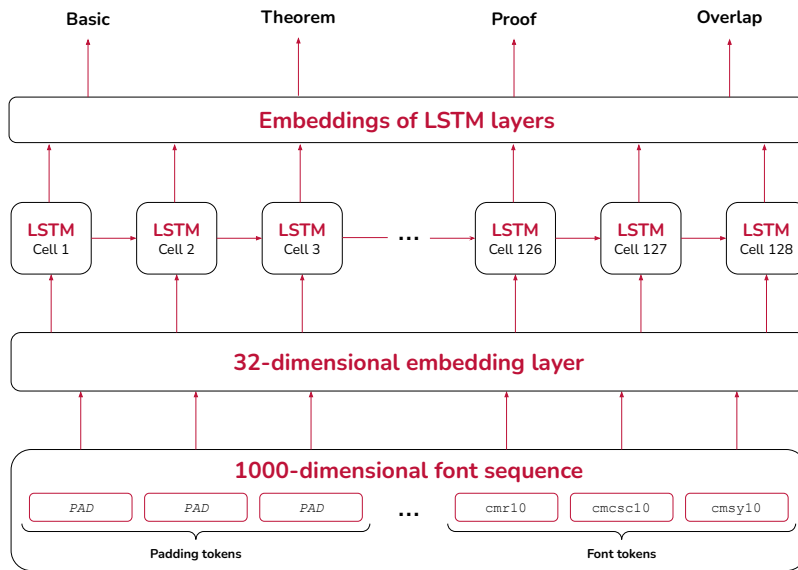 Basic Theorem Proof Overlap
Embeddings of LSTM layers
LSTM LSTM LSTM ... LSTM LSTM LSTM
Cell 1 Cell 2 Cell 3 Cell 126 Cell 127 Cell 128
32-dimensional embedding layer
1000-dimensional font sequence
PAD PAD PAD ... cmr10 cmcsc10 cmsy10
Padding tokens Font tokens